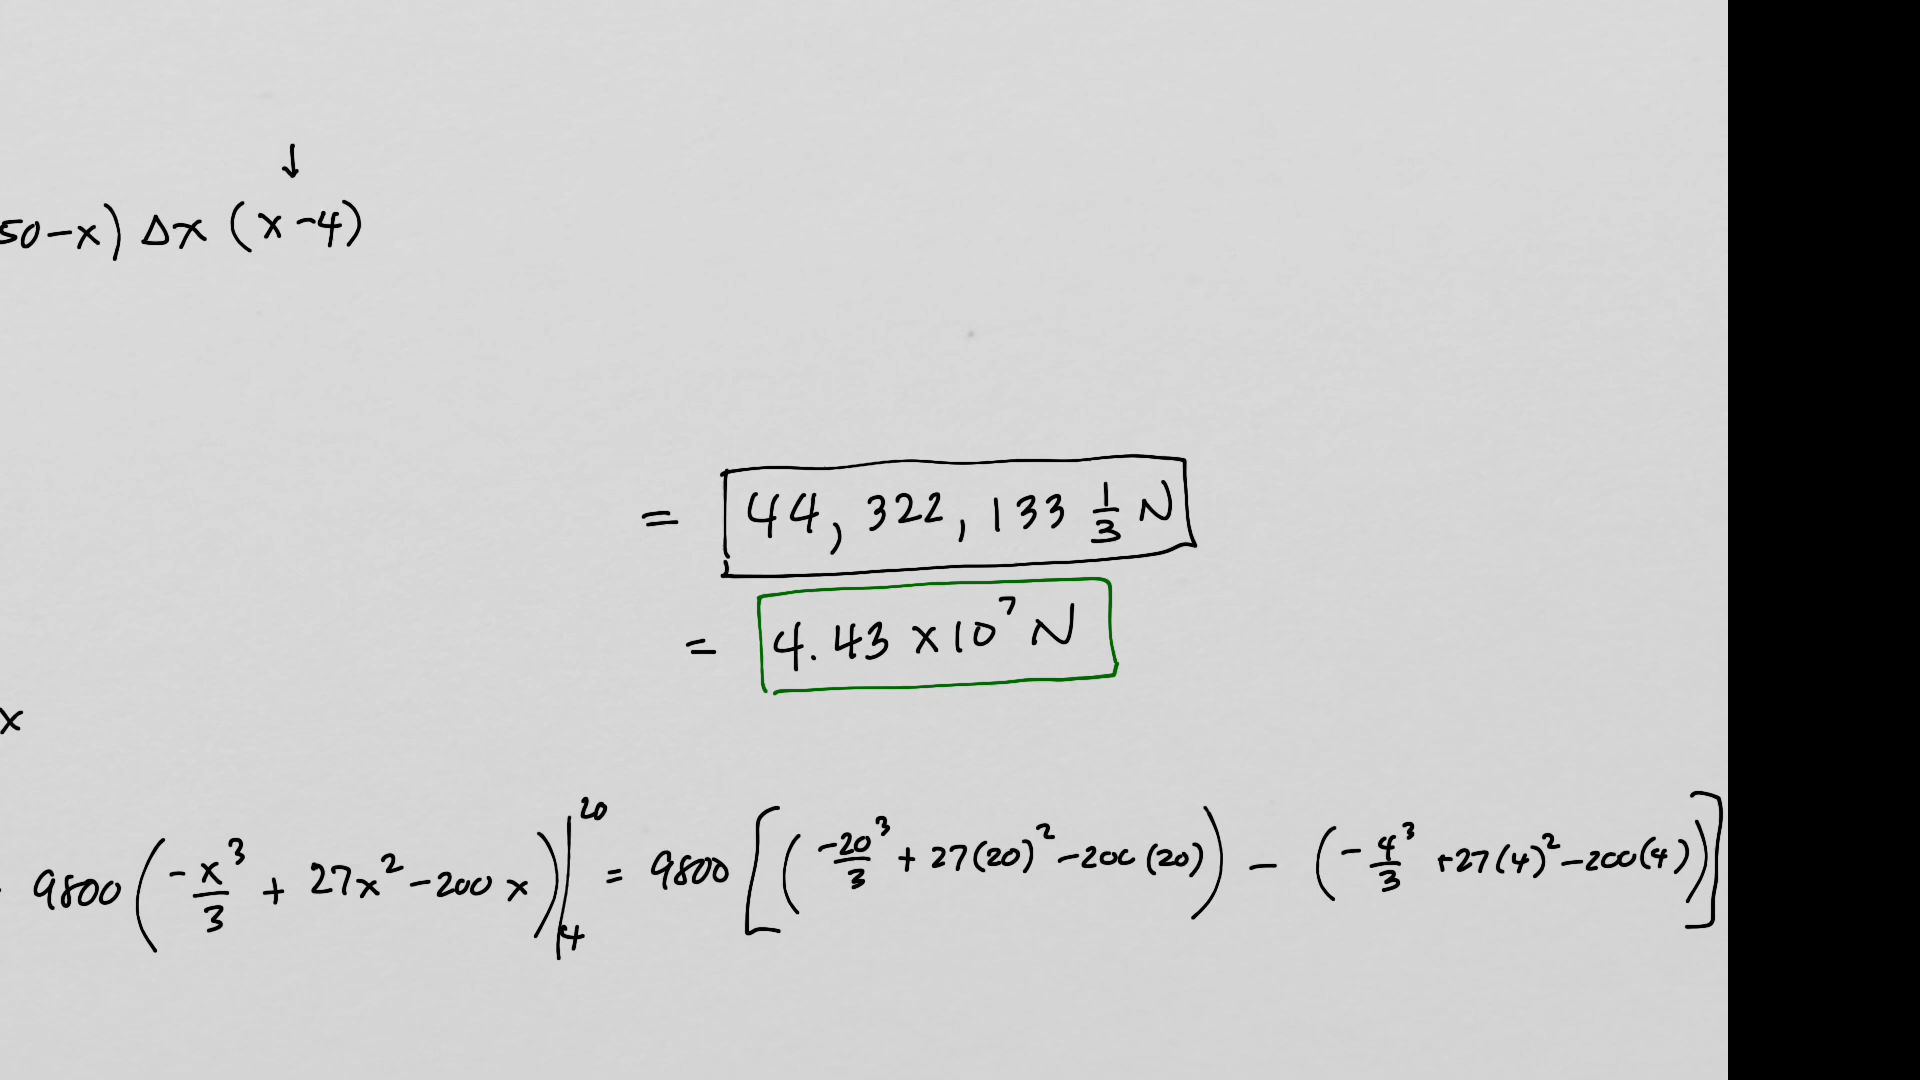 ↓
50-x) Δx (x-4)
= 44, 322, 133 1/3 N
= 4.43 x 10^7 N
x
9800 (-x^3/3 + 27x^2 - 200x)|_4^20 = 9800 [(-20^3/3 + 27(20)^2 - 200(20)) - (-4^3/3 + 27(4)^2 - 200(4))]